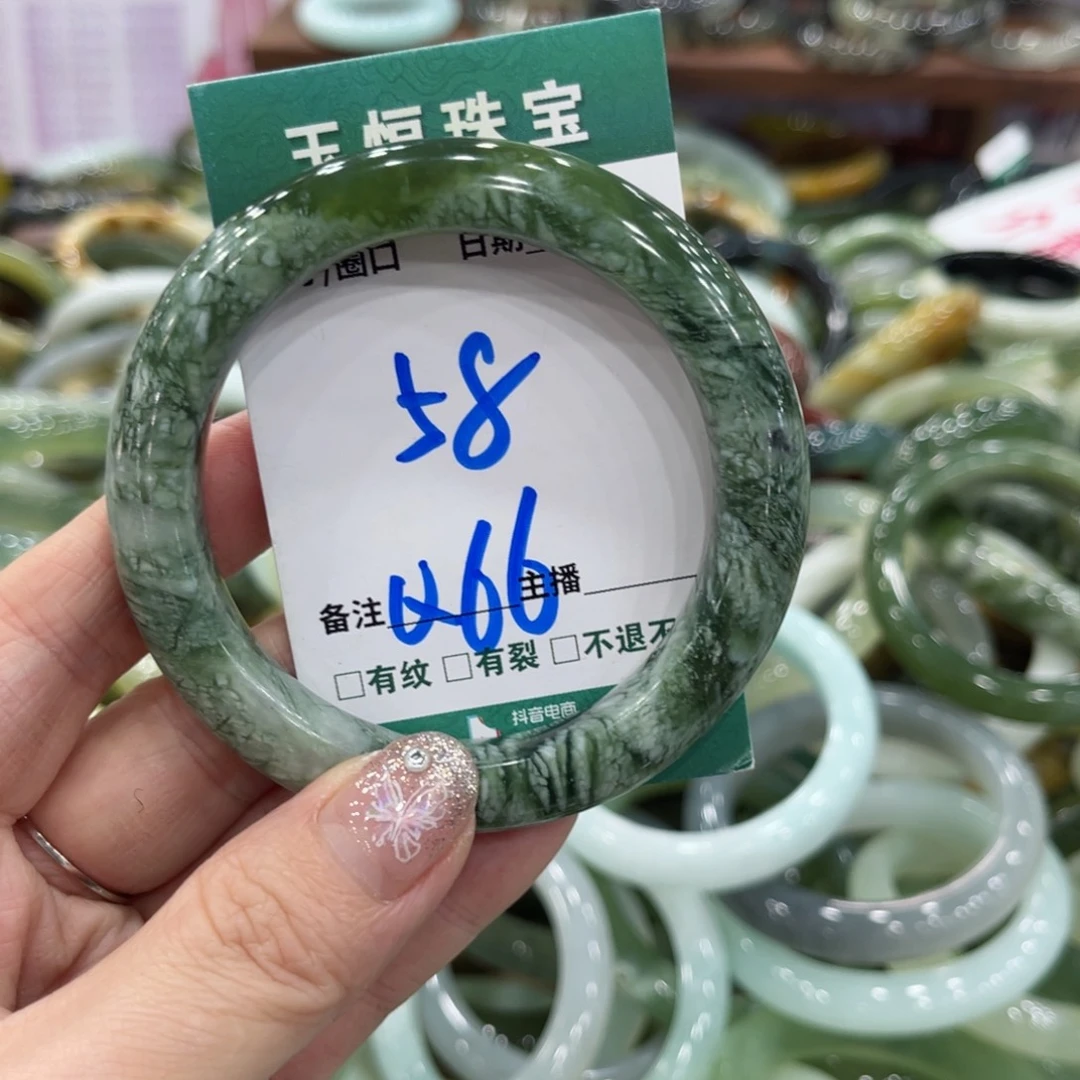 玉恒珠宝
/圈口 日期
58
a66
备注 主播
□有纹 □有裂 □不退不
抖音电商